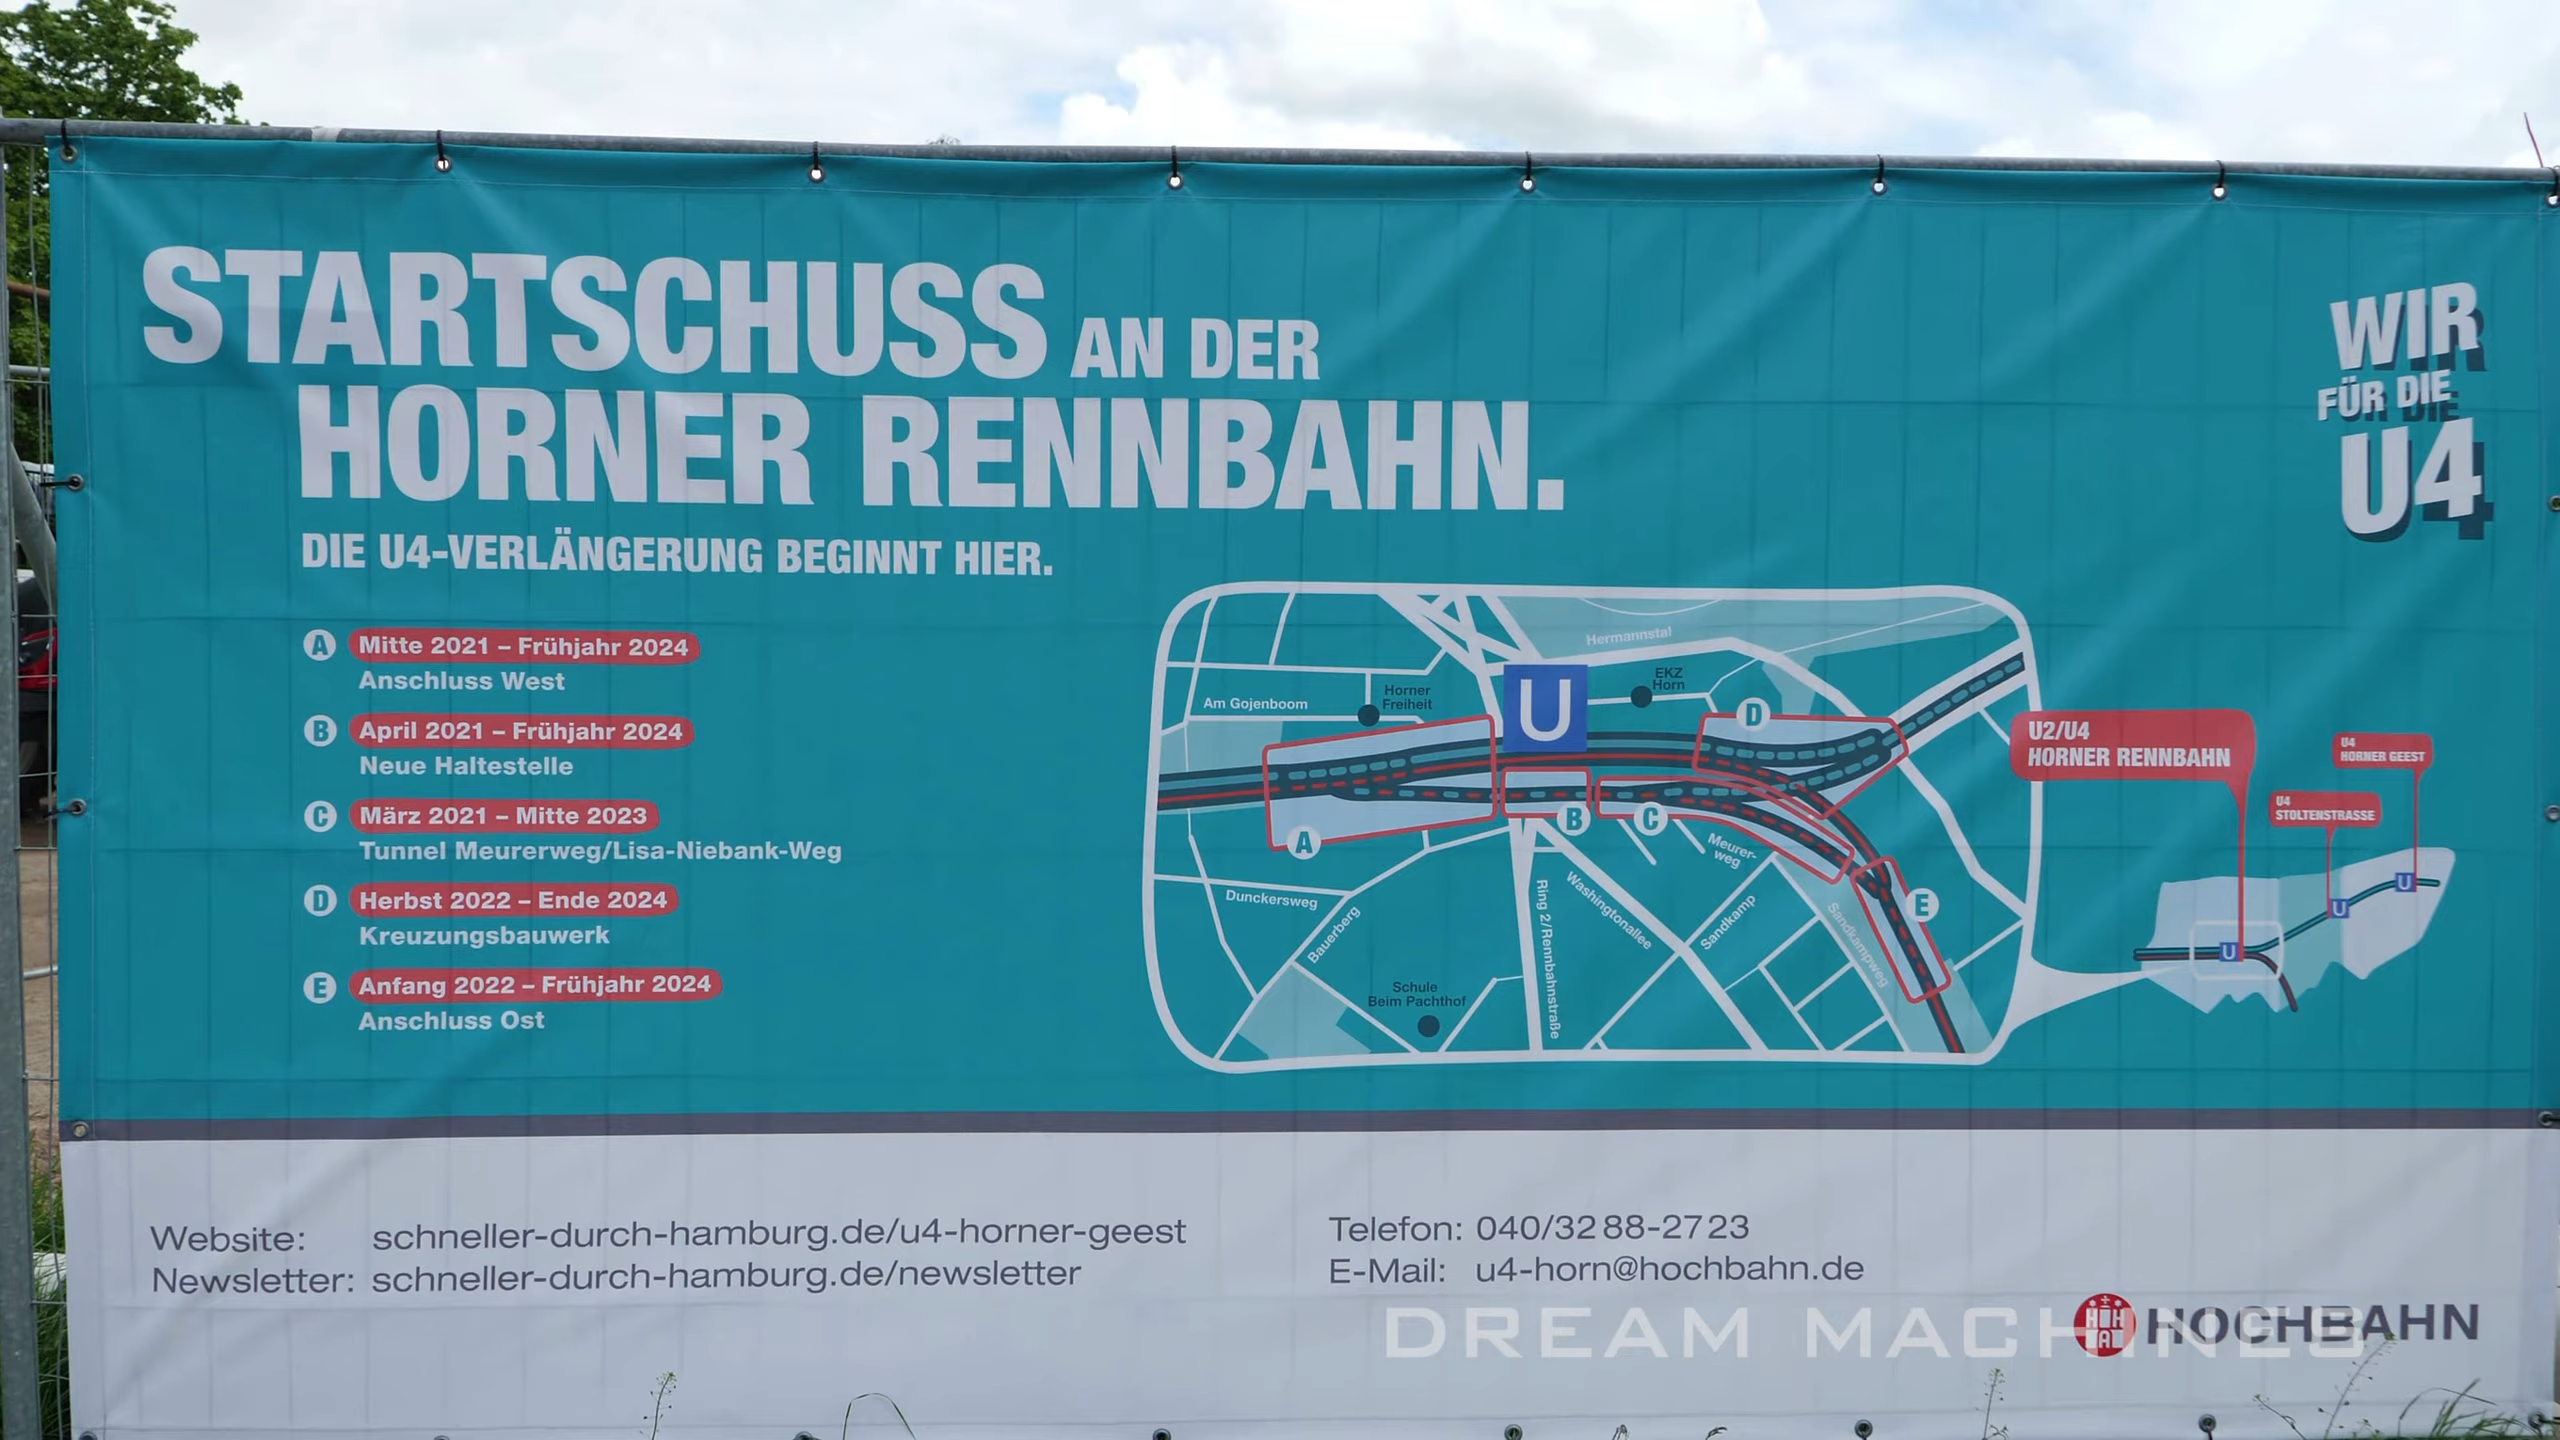 STARTSCHUSS AN DER
HORNER RENNBAHN.
DIE U4-VERLÄNGERUNG BEGINNT HIER.
WIR
FÜR DIE
U4
A Mitte 2021 – Frühjahr 2024
Anschluss West
B April 2021 – Frühjahr 2024
Neue Haltestelle
C März 2021 – Mitte 2023
Tunnel Meurerweg/Lisa-Niebank-Weg
D Herbst 2022 – Ende 2024
Kreuzungsbauwerk
E Anfang 2022 – Frühjahr 2024
Anschluss Ost
Hermannstal
EKZ
Horn
Horner
Freiheit
Am Gojenboom
U
D
A
B
C
E
Meurer-
weg
Dunckersweg
Bauerberg
Ring 2/Rennbahnstraße
Washingtonallee
Sandkamp
Sandkampweg
Schule
Beim Pachthof
U2/U4
HORNER RENNBAHN
U4
HORNER GEEST
U4
STOLTENSTRASSE
U
U
U
Website: schneller-durch-hamburg.de/u4-horner-geest
Newsletter: schneller-durch-hamburg.de/newsletter
Telefon: 040/32 88-27 23
E-Mail: u4-horn@hochbahn.de
HOCHBAHN
DREAM MACHINES